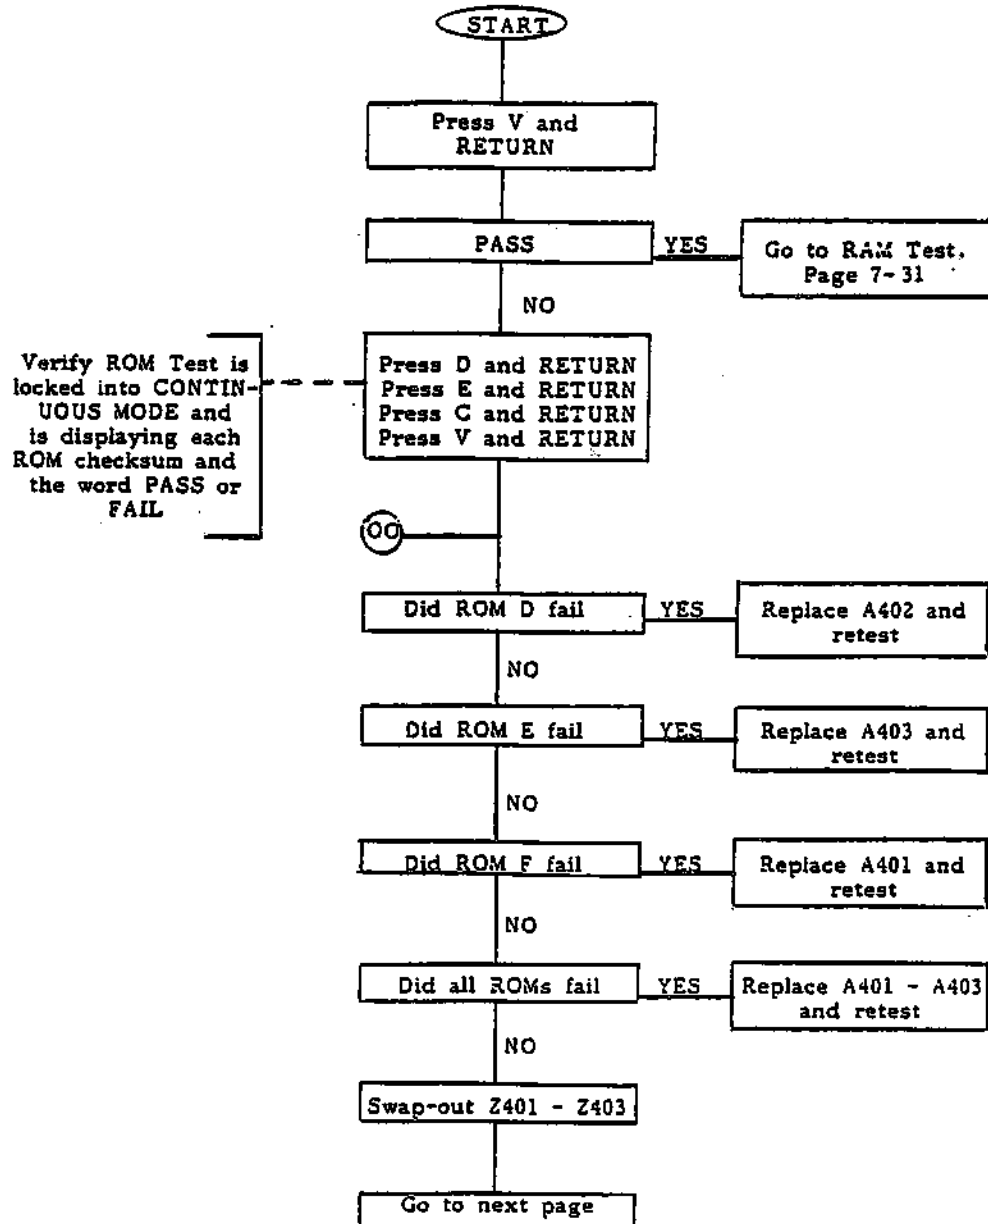 START
Press V and
RETURN
PASS
YES
Go to RAM Test,
Page 7-31
NO
Verify ROM Test is
locked into CONTIN-
UOUS MODE and
is displaying each
ROM checksum and
the word PASS or
FAIL
Press D and RETURN
Press E and RETURN
Press C and RETURN
Press V and RETURN
OO
Did ROM D fail
YES
Replace A402 and
retest
NO
Did ROM E fail
YES
Replace A403 and
retest
NO
Did ROM F fail
YES
Replace A401 and
retest
NO
Did all ROMs fail
YES
Replace A401 - A403
and retest
NO
Swap-out Z401 - Z403
Go to next page